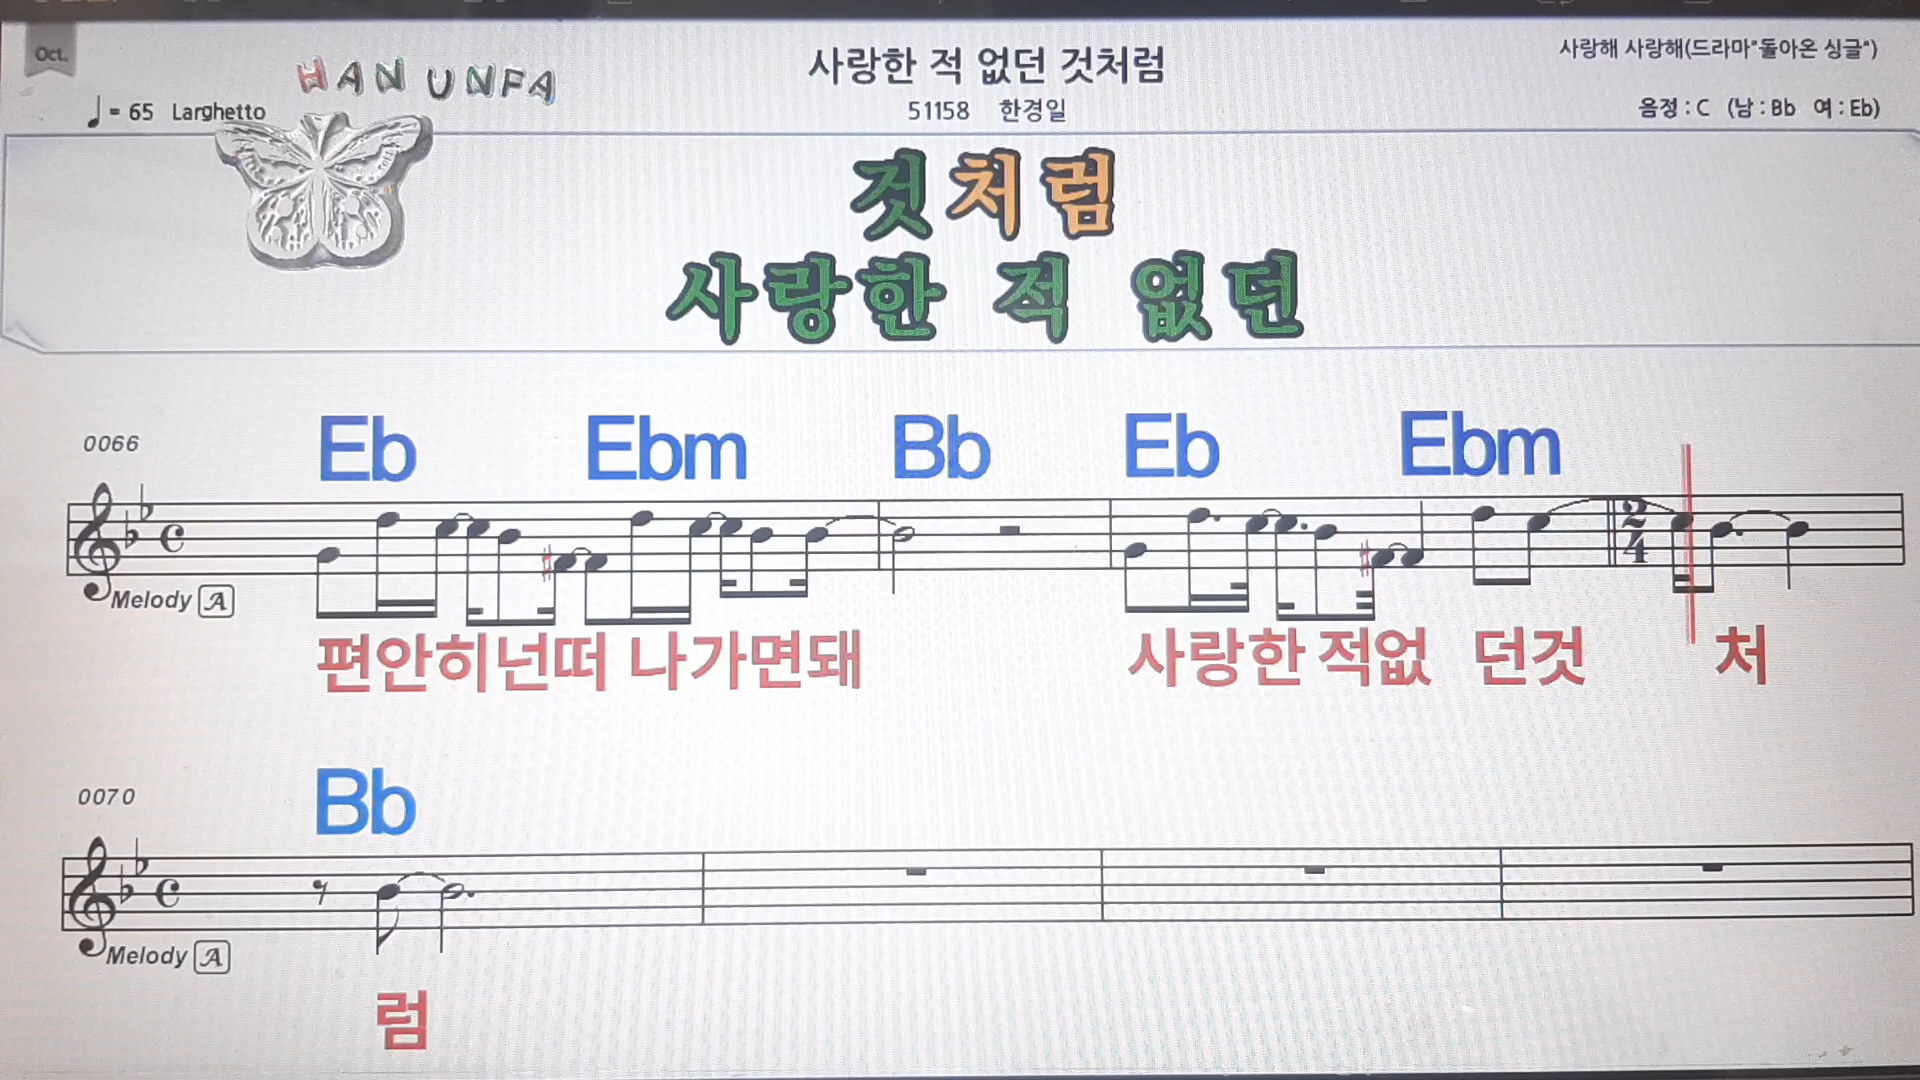 Oct.
HAN UNFA
사랑한 적 없던 것처럼
사랑해 사랑해(드라마"돌아온 싱글")
♩= 65 Larghetto
51158 한경일
음정 : C (남 : Bb 여 : Eb)
것처럼
사랑한 적 없던
0066
Eb Ebm Bb Eb Ebm
2
4
Melody A
편안히넌떠 나가면돼 사랑한적없 던것 처
0070
Bb
Melody A
럼